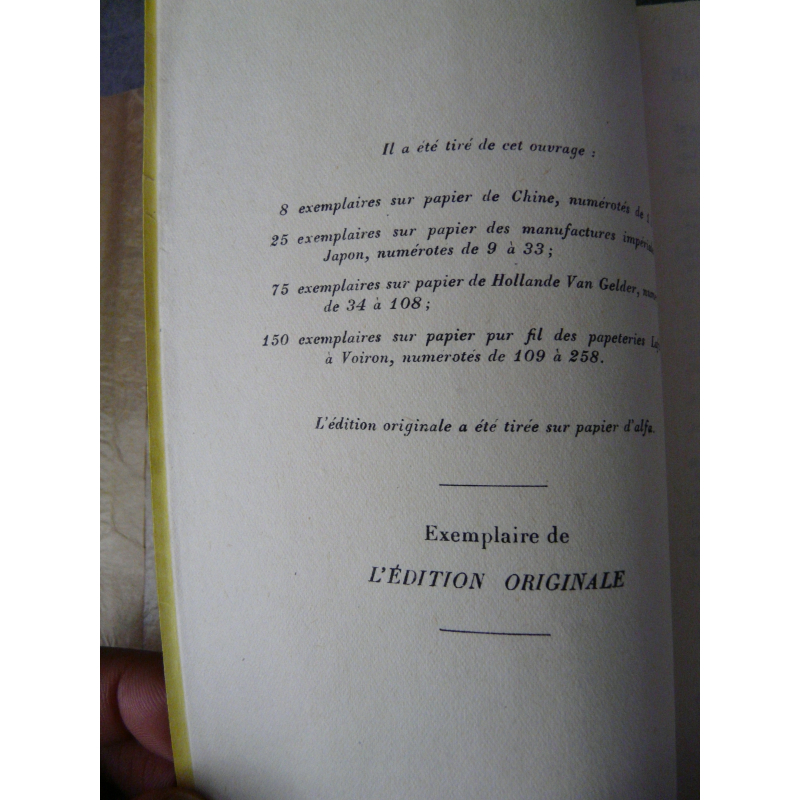 Il a été tiré de cet ouvrage :
8 exemplaires sur papier de Chine, numérotés de
25 exemplaires sur papier des manufactures
Japon, numérotes de 9 à 33 ;
75 exemplaires sur papier de Hollande Van Gelder,
de 34 à 108 ;
150 exemplaires sur papier pur fil des papeteries
à Voiron, numerotés de 109 à 258.
L'édition originale a été tirée sur papier d'alfa.
Exemplaire de
L'ÉDITION ORIGINALE